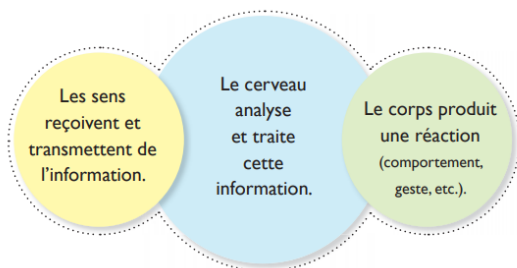 Les sens
reçoivent et
transmettent de
l’information.
Le cerveau
analyse
et traite
cette
information.
Le corps produit
une réaction
(comportement,
geste, etc.).